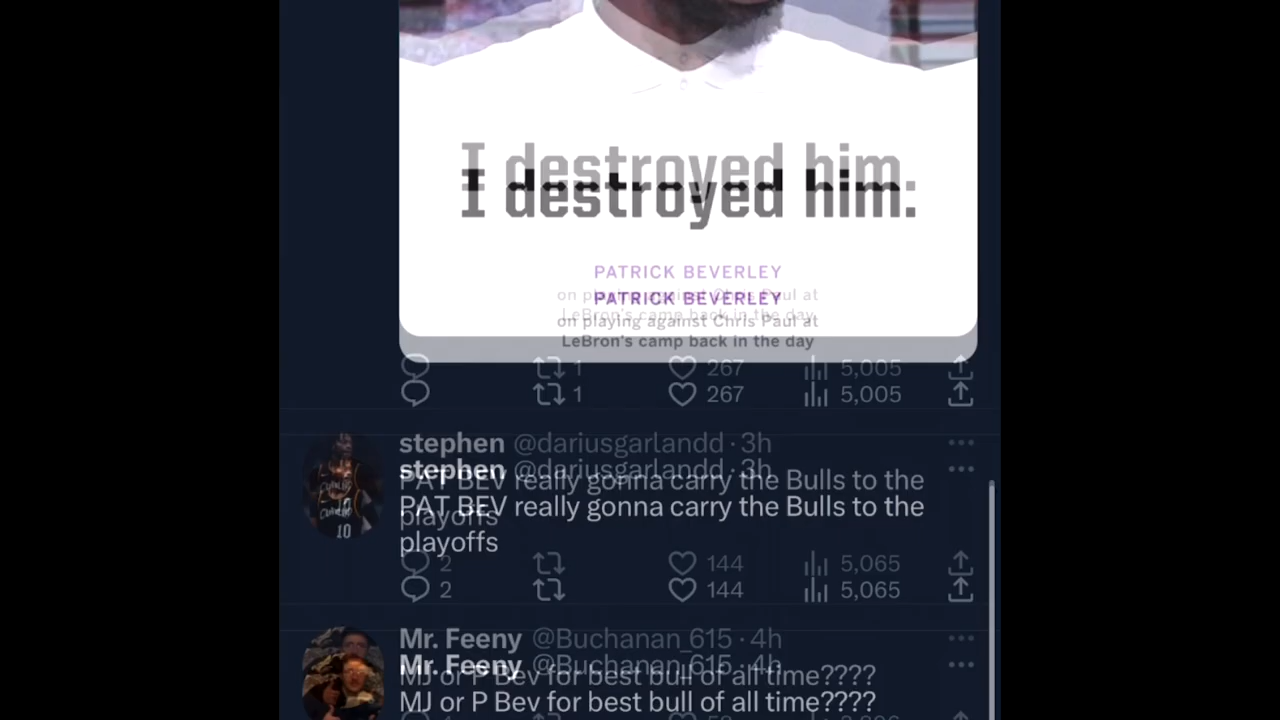 I destroyed him.
PATRICK BEVERLEY
on playing against Chris Paul at
LeBron's camp back in the day
1 267 5,005
stephen @dariusgarlandd · 3h
PAT BEV really gonna carry the Bulls to the
playoffs
2 144 5,065
Mr. Feeny @Buchanan_615 · 4h
MJ or P Bev for best bull of all time????